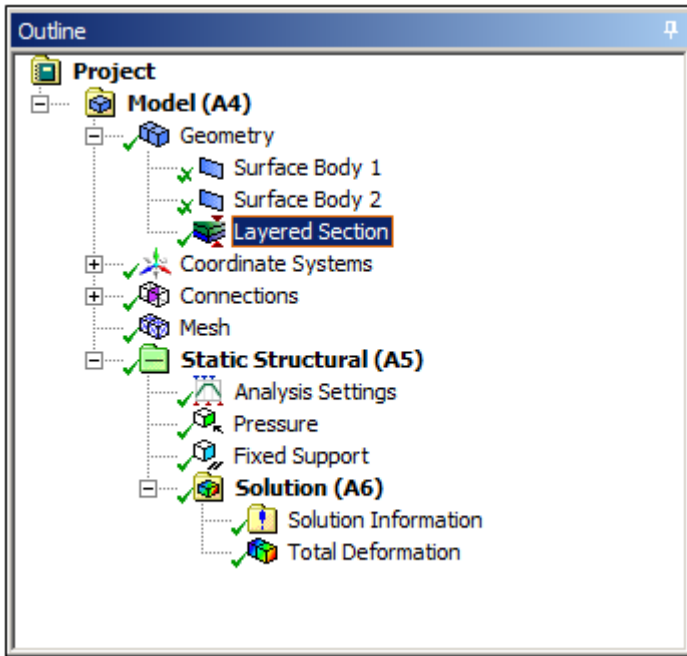 Outline
Project
Model (A4)
Geometry
Surface Body 1
Surface Body 2
Layered Section
Coordinate Systems
Connections
Mesh
Static Structural (A5)
Analysis Settings
Pressure
Fixed Support
Solution (A6)
Solution Information
Total Deformation